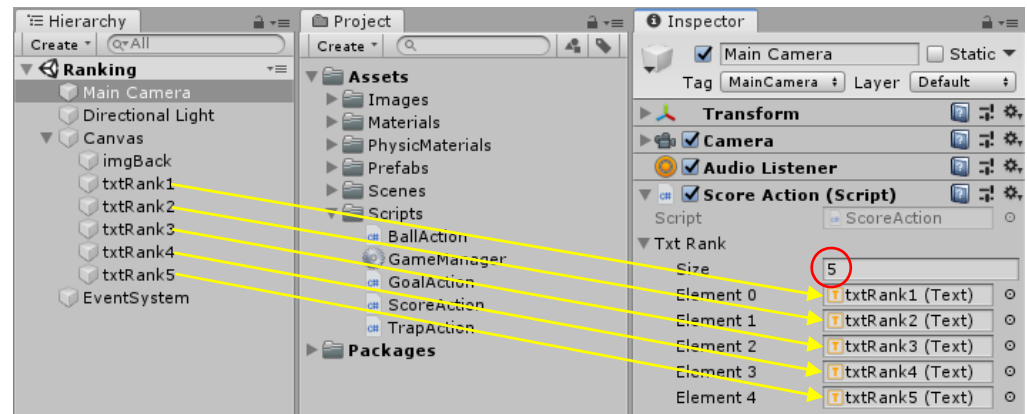 Hierarchy
Create
All
Ranking
Main Camera
Directional Light
Canvas
imgBack
txtRank1
txtRank2
txtRank3
txtRank4
txtRank5
EventSystem
Project
Create
Assets
Images
Materials
PhysicMaterials
Prefabs
Scenes
Scripts
BallAction
GameManager
GoalAction
ScoreAction
TrapAction
Packages
Inspector
Main Camera Static
Tag MainCamera Layer Default
Transform
Camera
Audio Listener
Score Action (Script)
Script ScoreAction
Txt Rank
Size 5
Element 0 txtRank1 (Text)
Element 1 txtRank2 (Text)
Element 2 txtRank3 (Text)
Element 3 txtRank4 (Text)
Element 4 txtRank5 (Text)